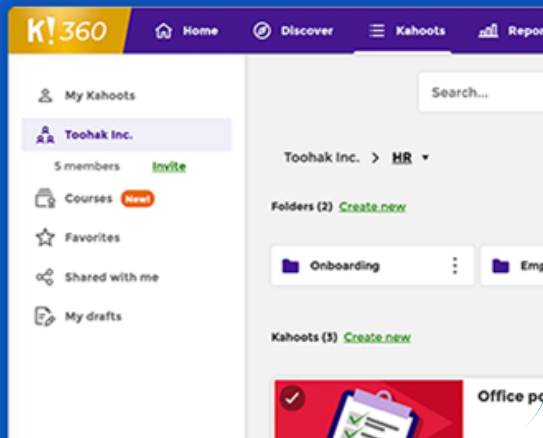 K! 360 Home Discover Kahoots
Search...
My Kahoots
Toohak Inc.
5 members Invite
Courses New!
Favorites
Shared with me
My drafts
Toohak Inc. > HR
Folders (2) Create new
Onboarding
Kahoots (3) Create new
Office